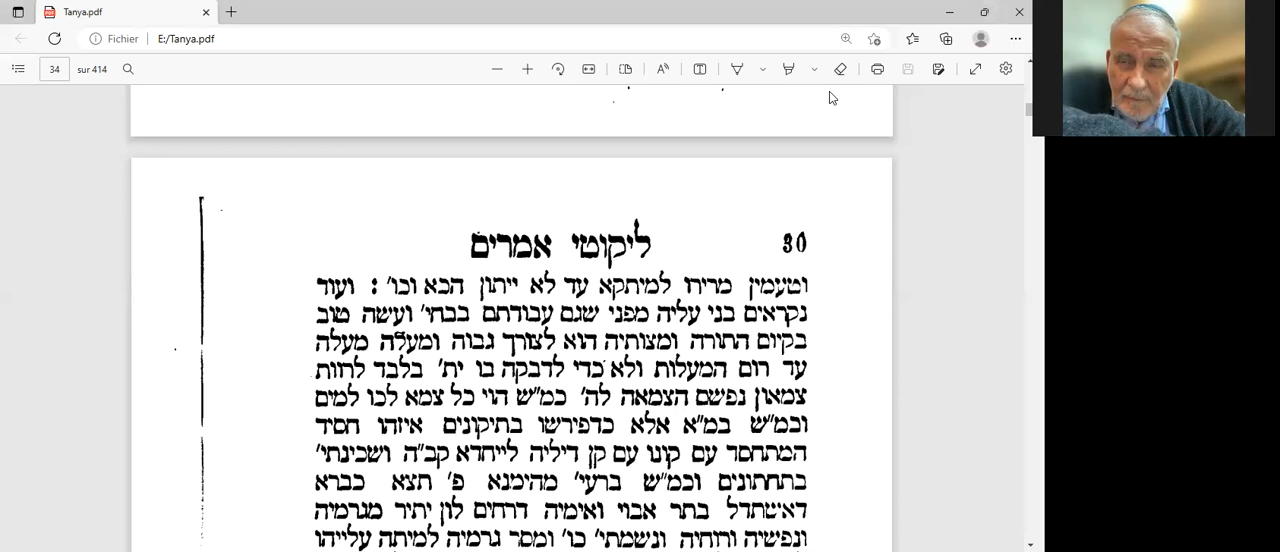 Tanya.pdf
Fichier E:/Tanya.pdf
34 sur 414
ליקוטי אמרים 30
וטעמין מרירו למיתקא עד לא ייתון הכא וכו' : ועוד
נקראים בני עליה מפני שגם עבודתם בבחי' ועשה טוב
בקיום התורה ומצותיה הוא לצורך גבוה ומעלה מעלה
עד רום המעלות ולא כדי לדבקה בו ית' בלבד לרוות
צמאון נפשם הצמאה לה' כמ"ש הוי כל צמא לכו למים
וכמ"ש במ"א אלא כדפירשו בתיקונים איזהו חסיד
המתחסד עם קונו עם קן דיליה לייחדא קב"ה ושכינתי'
בתחתונים וכמ"ש ברעי' מהימנא פ' תצא כברא
דאשתדל בתר אבוי ואימיה דרחים לון יתיר מגרמיה
ונפשיה ורוחיה ונשמתי' כו' ומסר גרמיה למיתה עלייהו